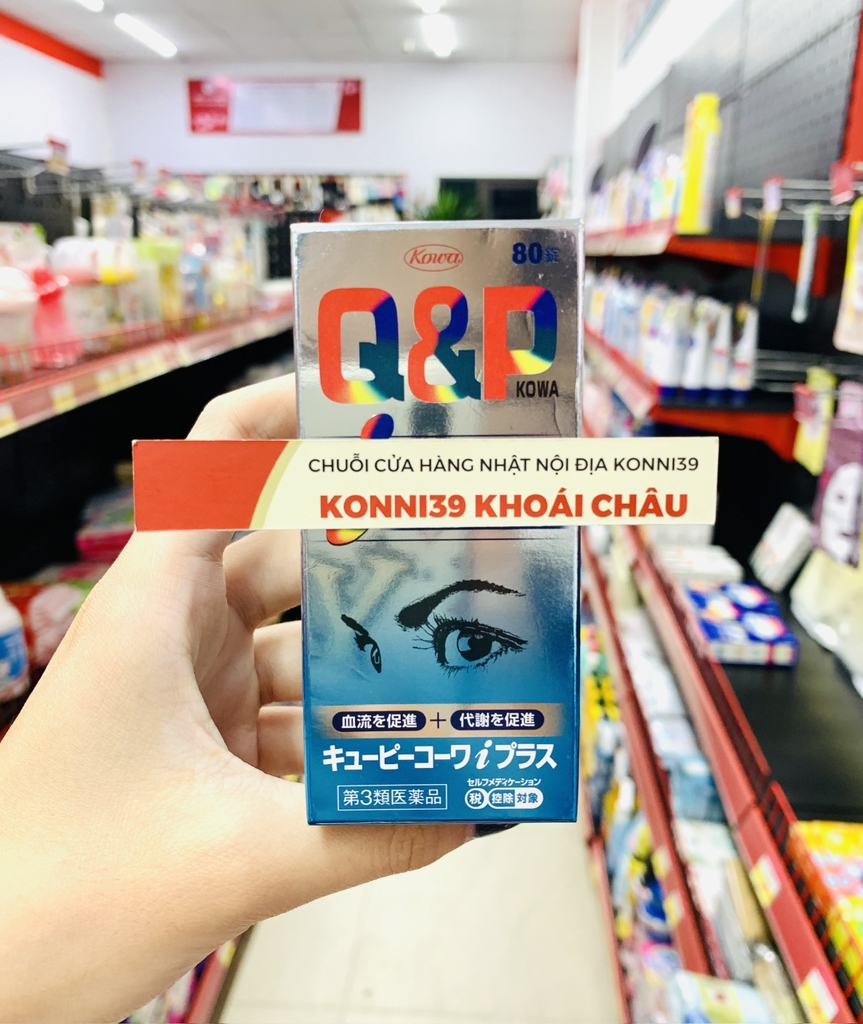 Kowa
80錠
Q&P
KOWA
CHUỖI CỬA HÀNG NHẬT NỘI ĐỊA KONNI39
KONNI39 KHOÁI CHÂU
血流を促進 + 代謝を促進
キューピーコーワiプラス
セルフメディケーション
第3類医薬品
税 控除 対象